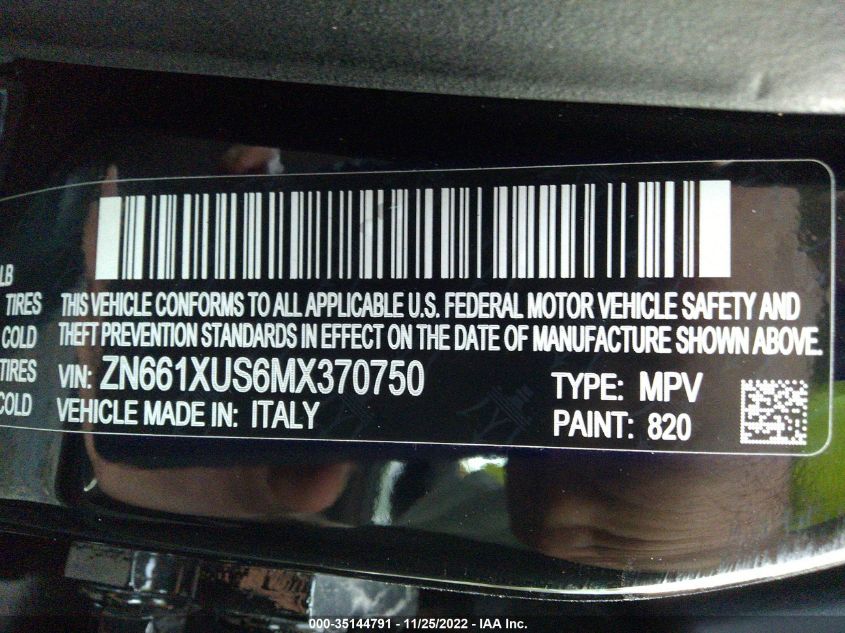 LB
TIRES THIS VEHICLE CONFORMS TO ALL APPLICABLE U.S. FEDERAL MOTOR VEHICLE SAFETY AND
COLD THEFT PREVENTION STANDARDS IN EFFECT ON THE DATE OF MANUFACTURE SHOWN ABOVE.
TIRES VIN: ZN661XUS6MX370750 TYPE: MPV
COLD VEHICLE MADE IN: ITALY PAINT: 820
000-35144791 - 11/25/2022 - IAA Inc.